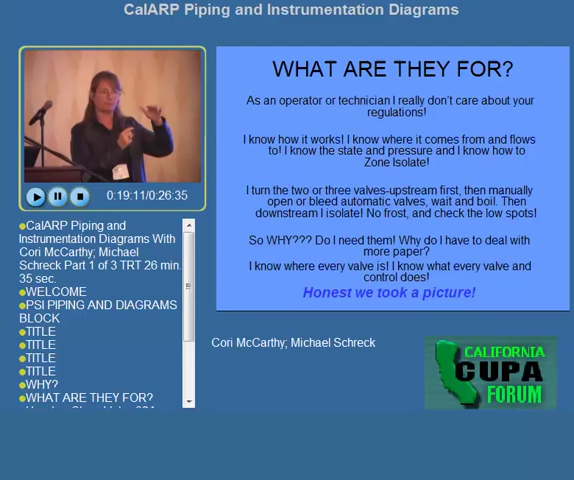 CalARP Piping and Instrumentation Diagrams
0:19:11/0:26:35
CalARP Piping and
Instrumentation Diagrams With
Cori McCarthy; Michael
Schreck Part 1 of 3 TRT 26 min.
35 sec.
WELCOME
PSI PIPING AND DIAGRAMS
BLOCK
TITLE
TITLE
TITLE
TITLE
WHY?
WHAT ARE THEY FOR?
WHAT ARE THEY FOR?
As an operator or technician I really don't care about your
regulations!
I know how it works! I know where it comes from and flows
to! I know the state and pressure and I know how to
Zone Isolate!
I turn the two or three valves-upstream first, then manually
open or bleed automatic valves, wait and boil. Then
downstream I isolate! No frost, and check the low spots!
So WHY??? Do I need them! Why do I have to deal with
more paper?
I know where every valve is! I know what every valve and
control does!
Honest we took a picture!
Cori McCarthy; Michael Schreck
CALIFORNIA
CUPA
FORUM